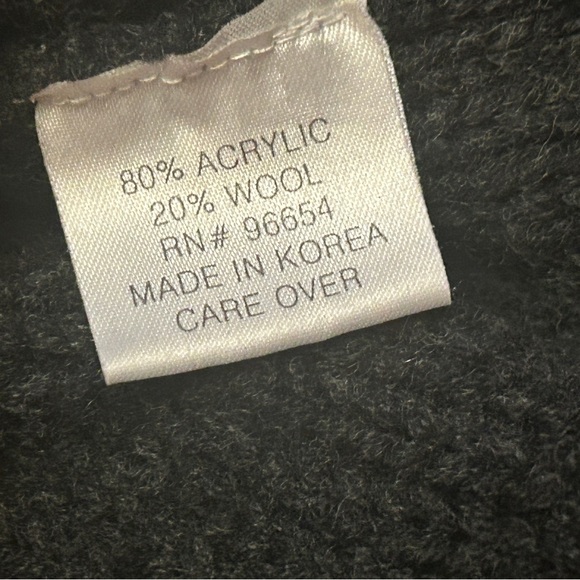 80% ACRYLIC
20% WOOL
RN# 96654
MADE IN KOREA
CARE OVER